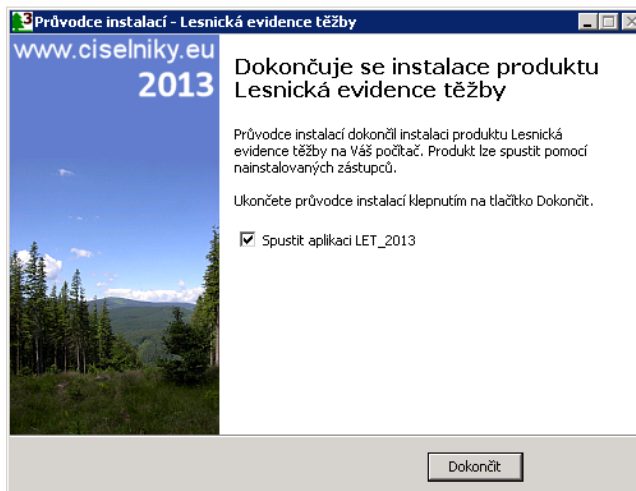 Průvodce instalací - Lesnická evidence těžby
www.ciselniky.eu
2013
Dokončuje se instalace produktu
Lesnická evidence těžby
Průvodce instalací dokončil instalaci produktu Lesnická
evidence těžby na Váš počítač. Produkt lze spustit pomocí
nainstalovaných zástupců.
Ukončete průvodce instalací klepnutím na tlačítko Dokončit.
Spustit aplikaci LET_2013
Dokončit